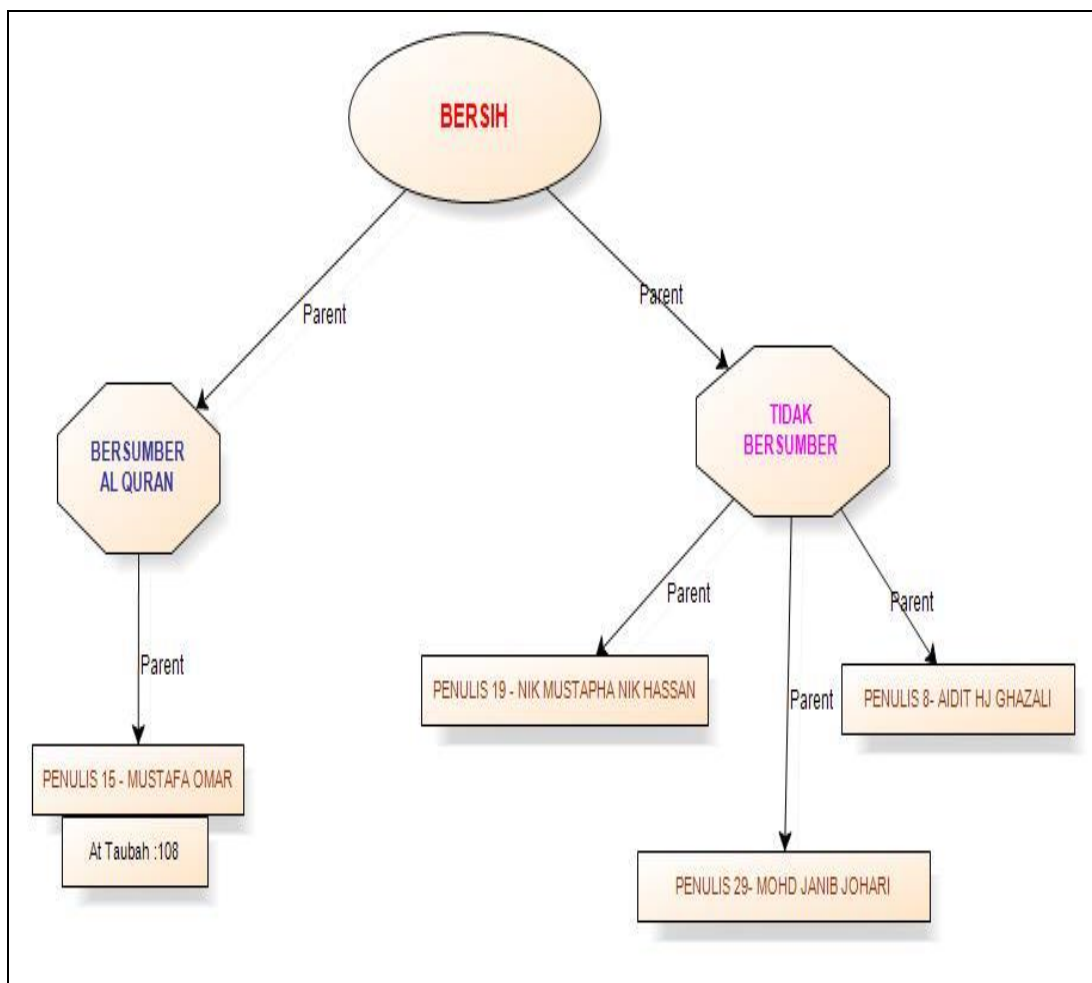 BERSIH
Parent
Parent
BERSUMBER
AL QURAN
TIDAK
BERSUMBER
Parent
Parent
Parent
Parent
PENULIS 19 - NIK MUSTAPHA NIK HASSAN
PENULIS 8- AIDIT HJ GHAZALI
PENULIS 15 - MUSTAFA OMAR
At Taubah :108
PENULIS 29- MOHD JANIB JOHARI